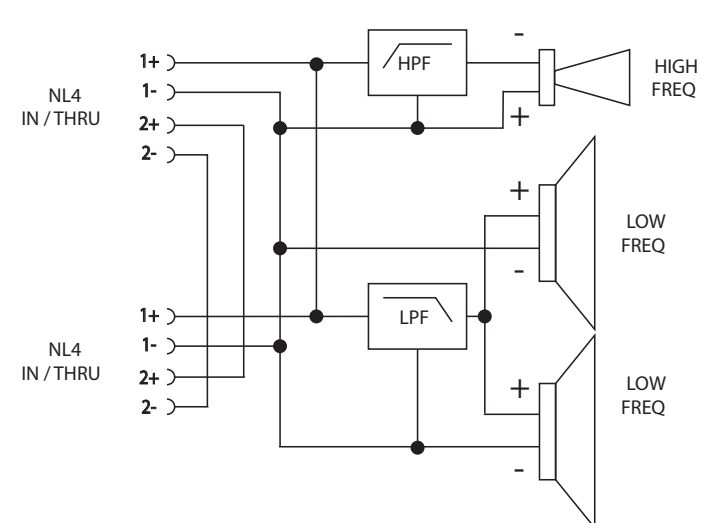 1+
1-
2+
2-
NL4
IN / THRU
HPF
-
+
HIGH
FREQ
+
-
LOW
FREQ
1+
1-
2+
2-
NL4
IN / THRU
LPF
+
-
LOW
FREQ